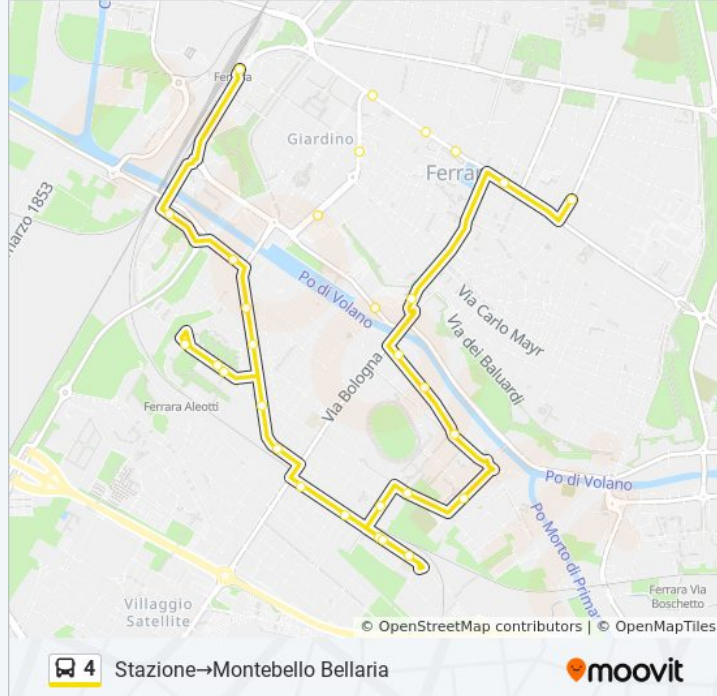 Ferrara
Giardino
Ferrara
marzo 1853
Po di Volano
Via Carlo Mayr
Via dei Baluardi
Via Bologna
Ferrara Aleotti
Po di Volano
Po Morto di Prima
Ferrara Via
Boschetto
Villaggio
Satellite
© OpenStreetMap contributors | © OpenMapTiles
4 Stazione→Montebello Bellaria
moovit